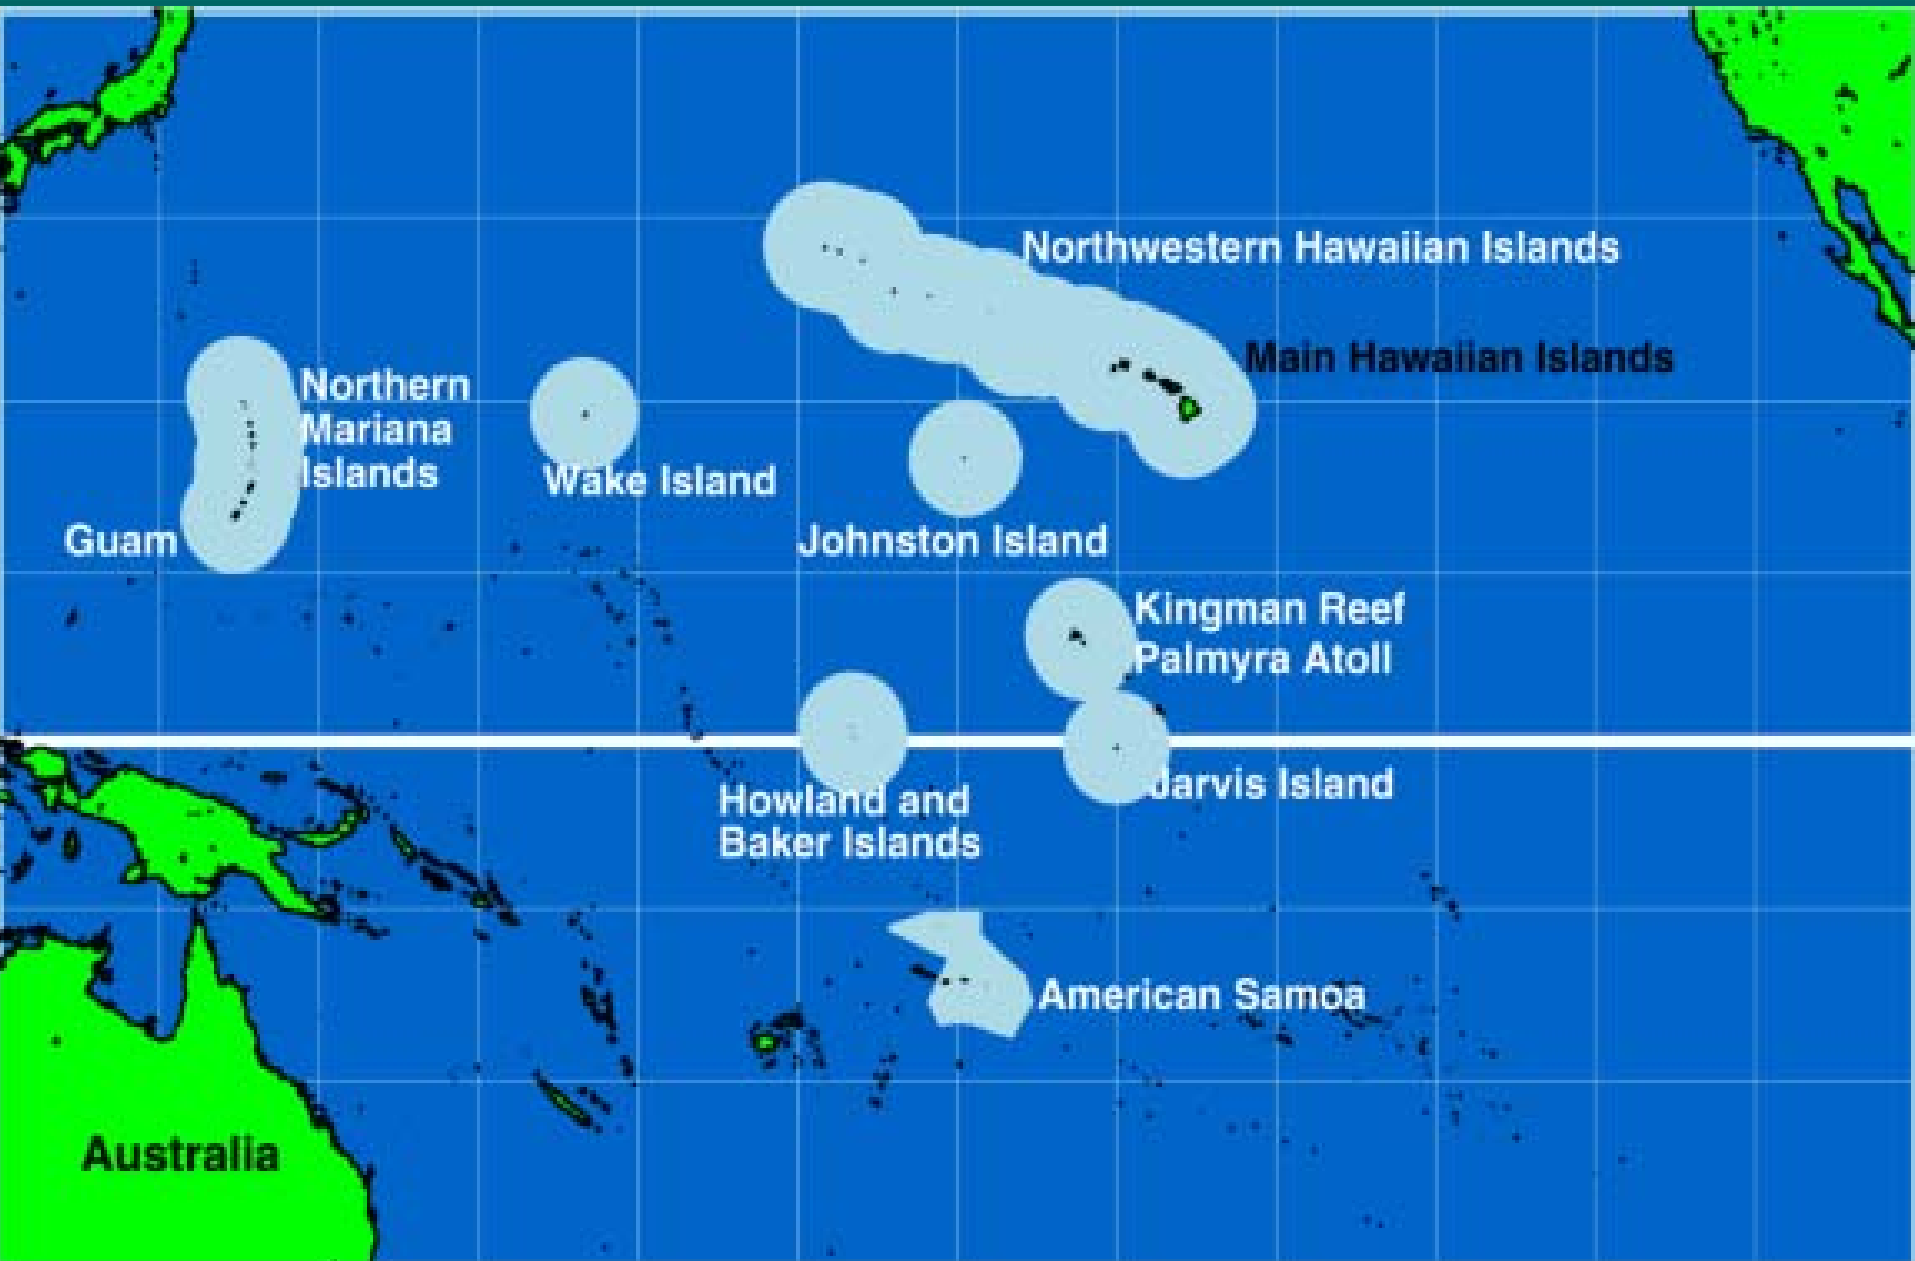 Northwestern Hawaiian Islands
Main Hawaiian Islands
Northern
Mariana
Islands
Wake Island
Guam
Johnston Island
Kingman Reef
Palmyra Atoll
Jarvis Island
Howland and
Baker Islands
American Samoa
Australia